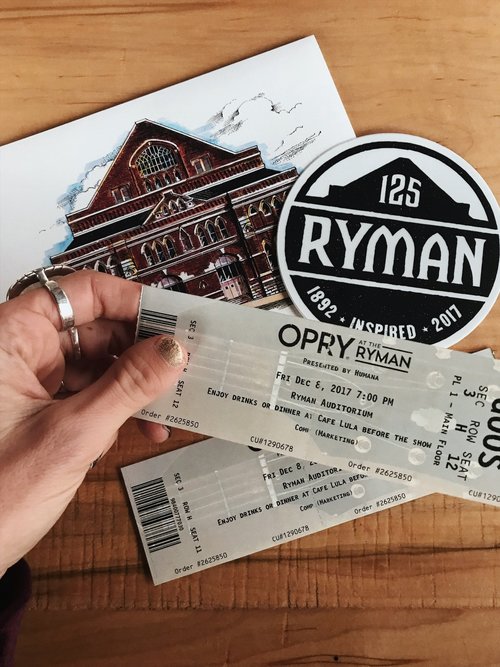 125
RYMAN
1892 ★ INSPIRED ★ 2017
OPRY AT THE RYMAN
PRESENTED BY HUMANA
FRI DEC 8, 2017 7:00 PM
RYMAN AUDITORIUM
ENJOY DRINKS OR DINNER AT CAFE LULA BEFORE THE SHOW
COMP (MARKETING)
Order #2625850
CU#1290678
SEC 3
SEAT 12
Order #2625850
PL 1 - MAIN FLOOR
SEC ROW SEAT
3 H 12
CU#1290
SEC 3 ROW H SEAT 11
FRI DEC 8, 20
RYMAN AUDITORI
ENJOY DRINKS OR DINNER AT CAFE LULA BEFO
COMP (MARKETING)
Order #2625850
CU#1290678